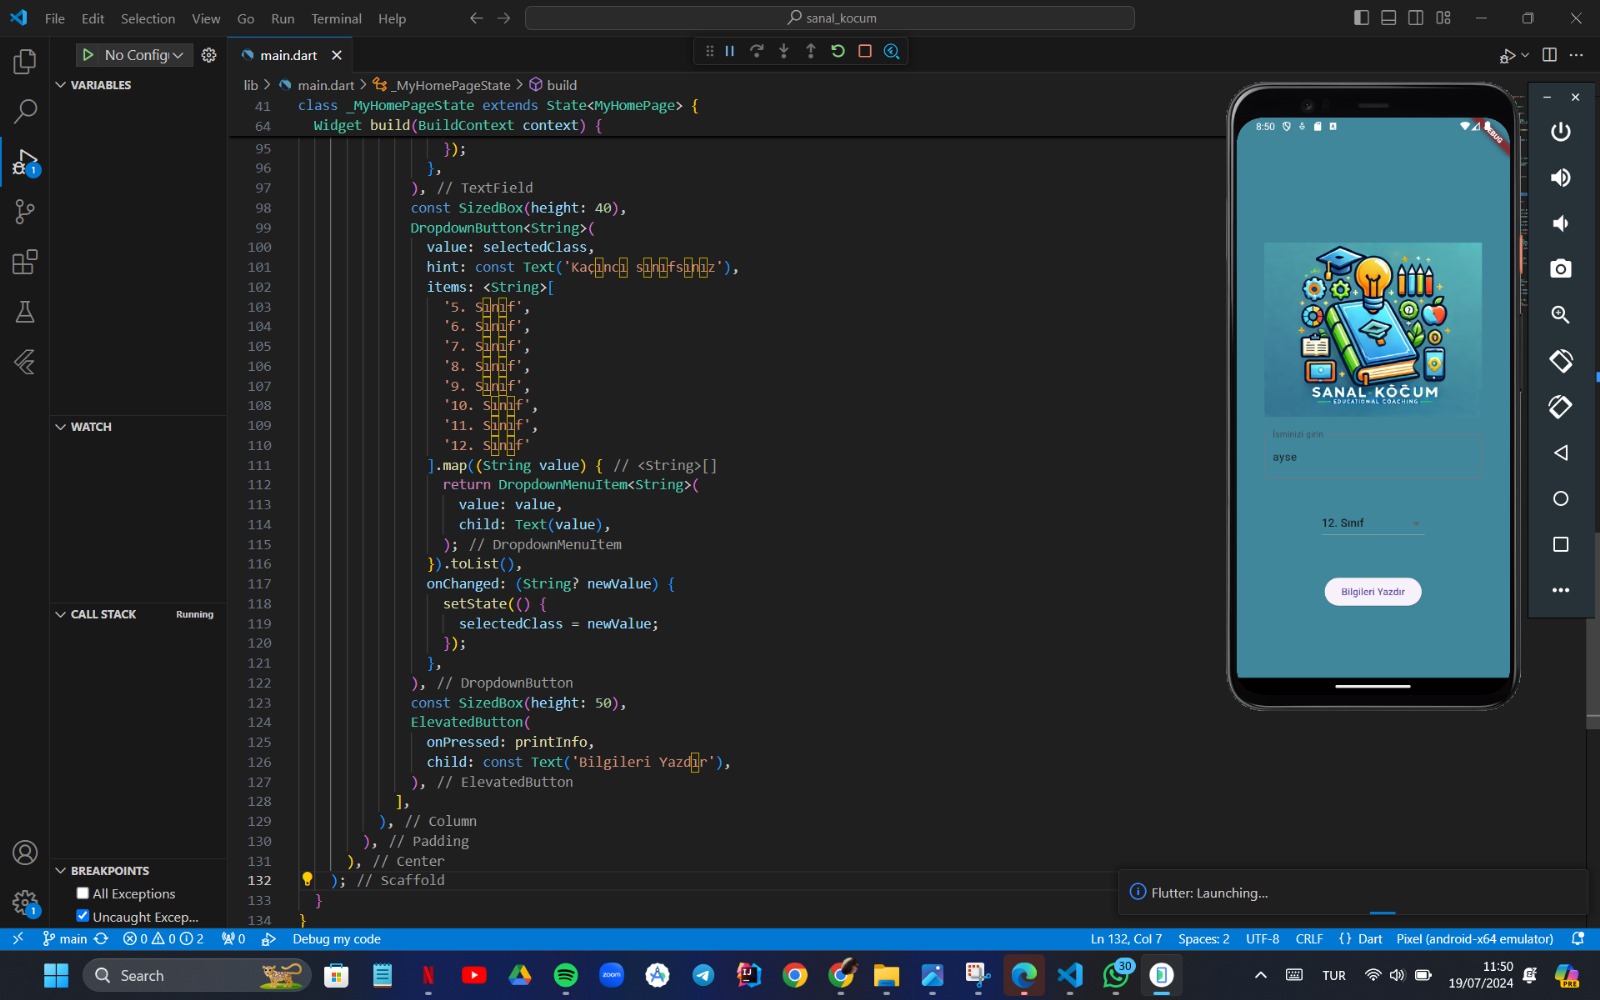 File Edit Selection View Go Run Terminal Help
sanal_kocum
No Config
main.dart
lib > main.dart > _MyHomePageState > build
VARIABLES
WATCH
CALL STACK
Running
BREAKPOINTS
All Exceptions
Uncaught Excep...
41 class _MyHomePageState extends State<MyHomePage> {
64 Widget build(BuildContext context) {
95 });
96 },
97 ), // TextField
98 const SizedBox(height: 40),
99 DropdownButton<String>(
100 value: selectedClass,
101 hint: const Text('Kaçıncı sınıfsınız'),
102 items: <String>[
103 '5. Sınıf',
104 '6. Sınıf',
105 '7. Sınıf',
106 '8. Sınıf',
107 '9. Sınıf',
108 '10. Sınıf',
109 '11. Sınıf',
110 '12. Sınıf'
111 ].map((String value) { // <String>[]
112 return DropdownMenuItem<String>(
113 value: value,
114 child: Text(value),
115 ); // DropdownMenuItem
116 }).toList(),
117 onChanged: (String? newValue) {
118 setState(() {
119 selectedClass = newValue;
120 });
121 },
122 ), // DropdownButton
123 const SizedBox(height: 50),
124 ElevatedButton(
125 onPressed: printInfo,
126 child: const Text('Bilgileri Yazdır'),
127 ), // ElevatedButton
128 ],
129 ), // Column
130 ), // Padding
131 ), // Center
132 ); // Scaffold
133 }
134 }
8:50
SANAL KÖĞUM
EDUCATIONAL COACHING
İsminizi girin
ayse
12. Sınıf
Bilgileri Yazdır
Flutter: Launching...
main 0 0 2 0 Debug my code
Ln 132, Col 7 Spaces: 2 UTF-8 CRLF {} Dart Pixel (android-x64 emulator)
1
1
Search
zoom
30
TUR
11:50
19/07/2024
PRE